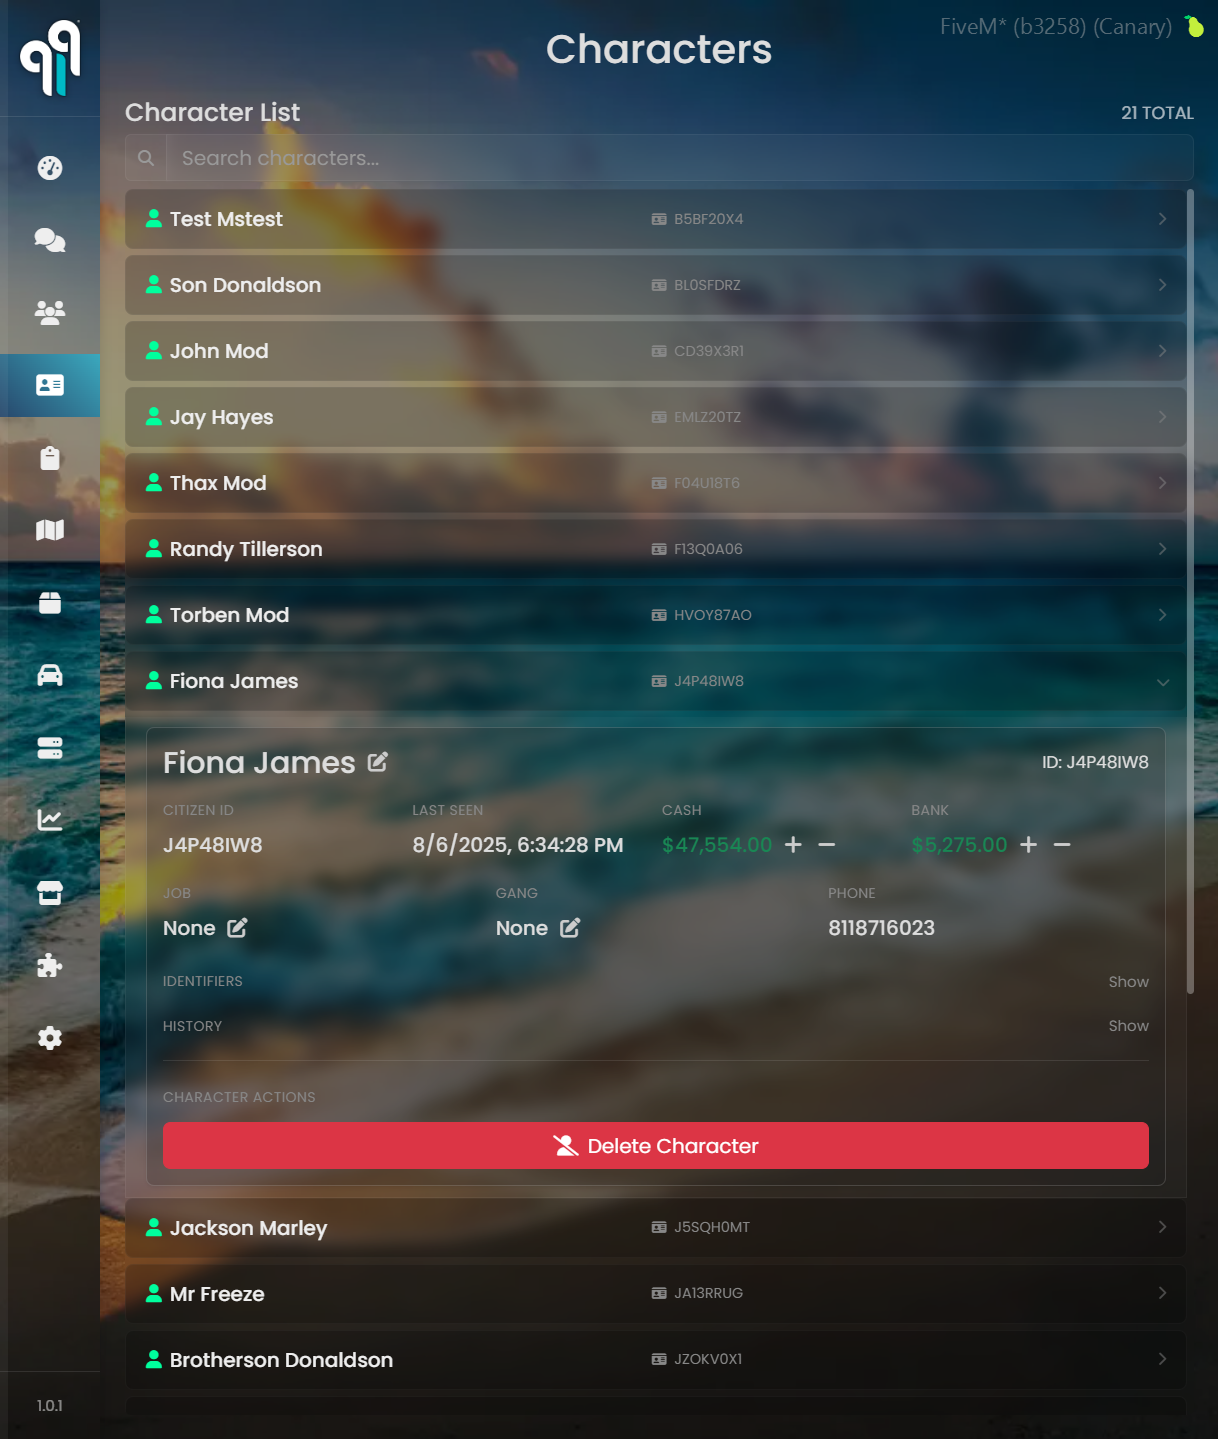 FiveM* (b3258) (Canary)
Characters
Character List
21 TOTAL
Search characters...
Test Mstest
B5BF20X4
Son Donaldson
BL0SFDRZ
John Mod
CD39X3R1
Jay Hayes
EMLZ20TZ
Thax Mod
F04U18T6
Randy Tillerson
F13Q0A06
Torben Mod
HVOY87AO
Fiona James
J4P48IW8
Fiona James
ID: J4P48IW8
CITIZEN ID
LAST SEEN
CASH
BANK
J4P48IW8
8/6/2025, 6:34:28 PM
$47,554.00
$5,275.00
JOB
GANG
PHONE
None
None
8118716023
IDENTIFIERS
Show
HISTORY
Show
CHARACTER ACTIONS
Delete Character
Jackson Marley
J5SQH0MT
Mr Freeze
JA13RRUG
Brotherson Donaldson
JZOKV0X1
1.0.1